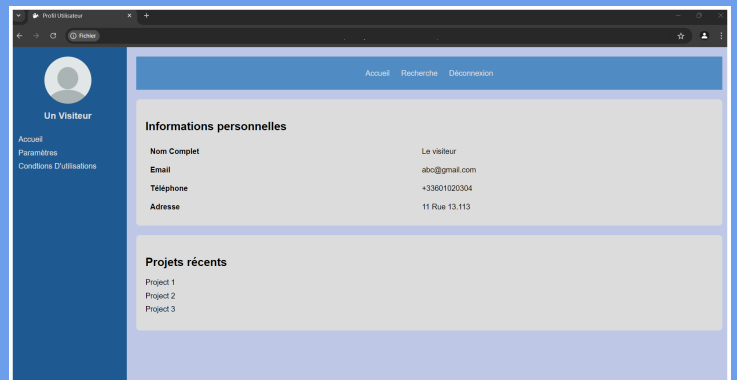 Profil Utilisateur
Fichier
Un Visiteur
Accueil
Paramètres
Condtions D'utilisations
Accueil Recherche Déconnexion
Informations personnelles
Nom Complet Le visiteur
Email abc@gmail.com
Téléphone +33601020304
Adresse 11 Rue 13.113
Projets récents
Project 1
Project 2
Project 3